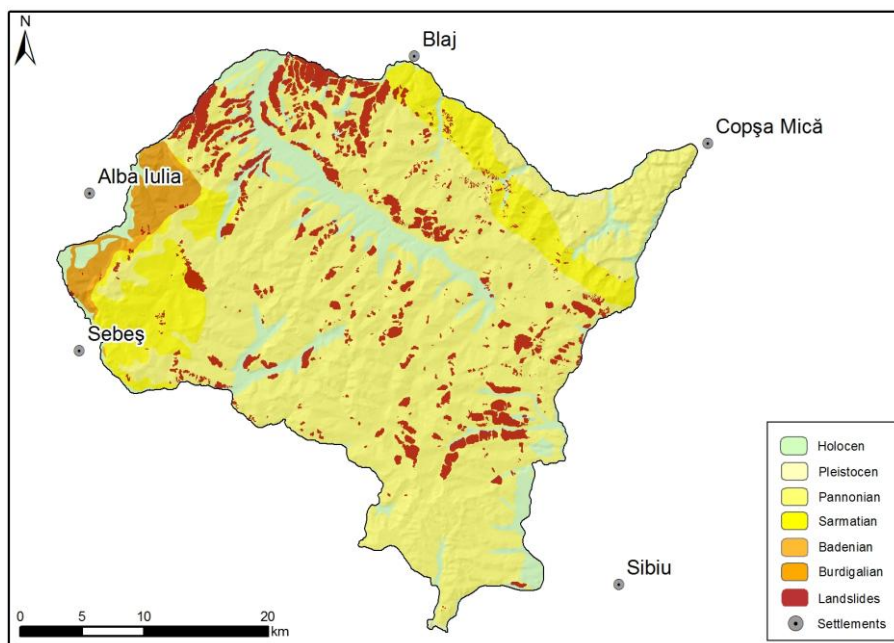 N
Blaj
Copşa Mică
Alba Iulia
Sebeş
Sibiu
Holocen
Pleistocen
Pannonian
Sarmatian
Badenian
Burdigalian
Landslides
Settlements
0 5 10 20
km